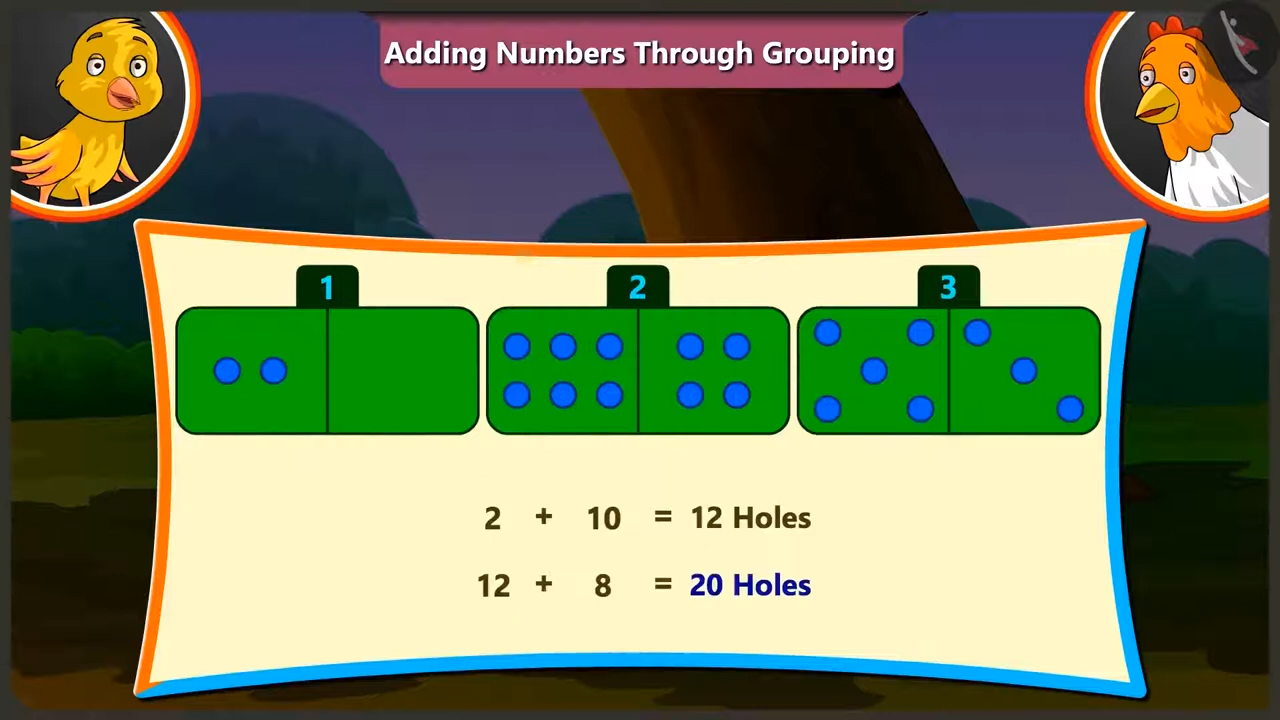 Adding Numbers Through Grouping
1 2 3
2 + 10 = 12 Holes
12 + 8 = 20 Holes